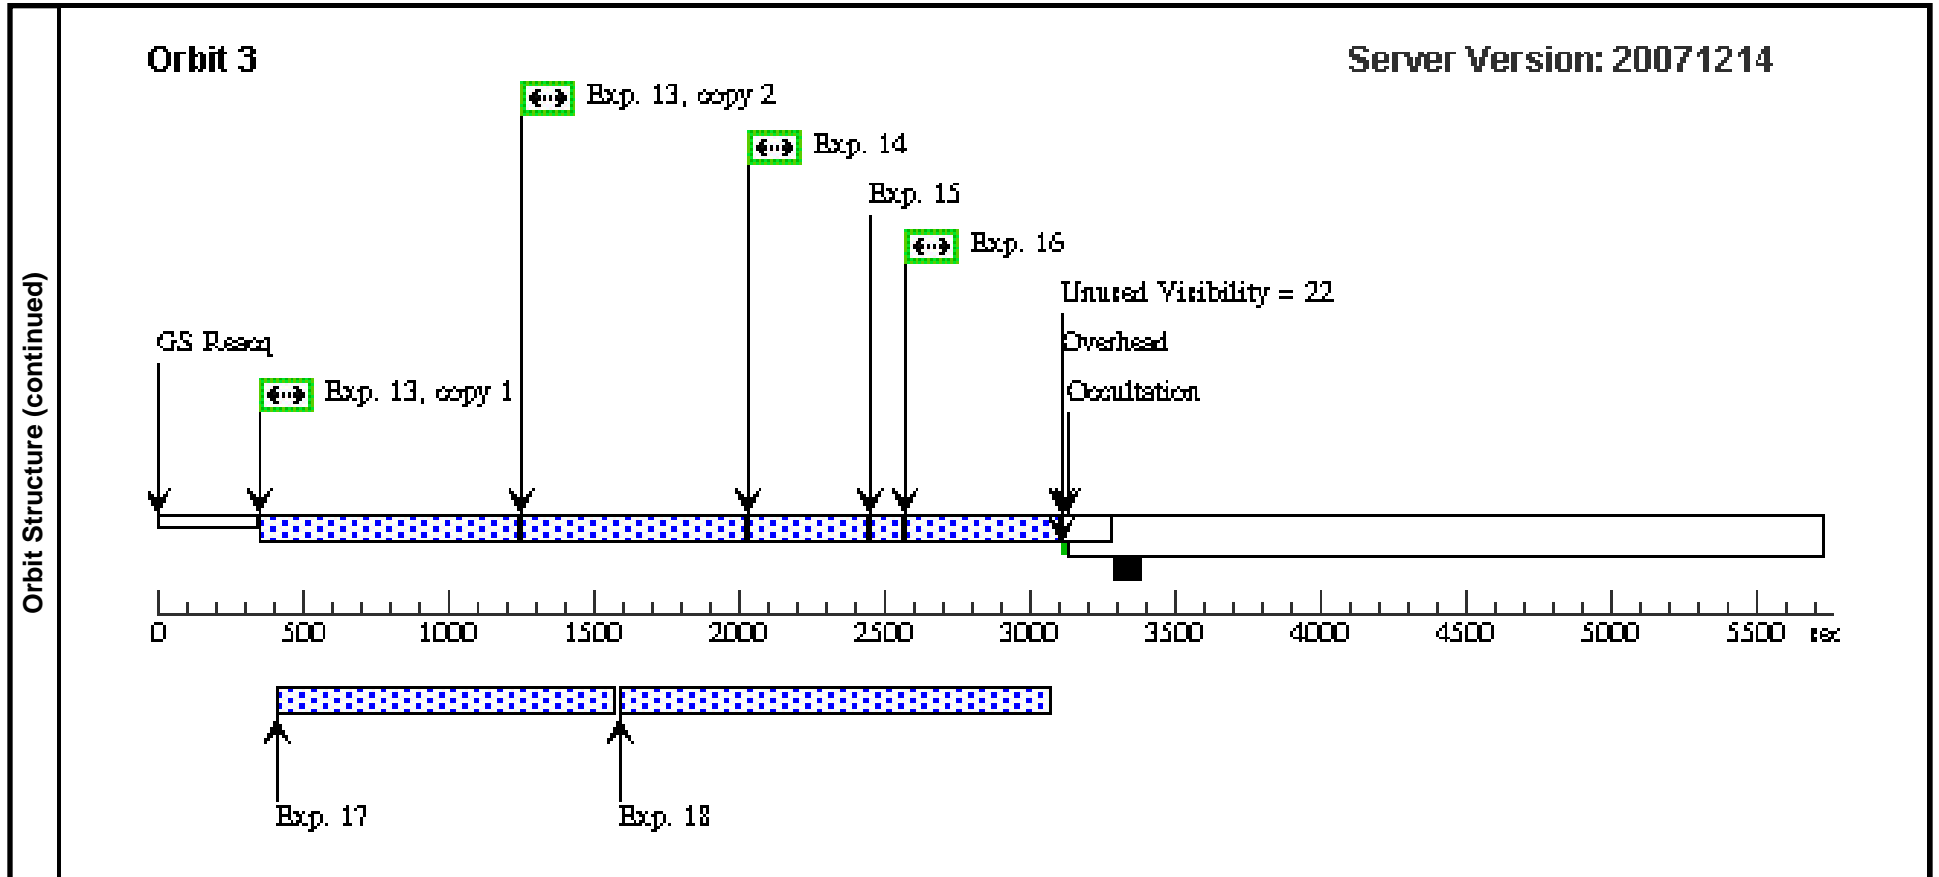 Orbit Structure (continued)
Orbit 3
Server Version: 20071214
Exp. 13, copy 2
Exp. 14
Exp. 15
Exp. 16
Unused Visibility = 22
GS Reacq
Overhead
Exp. 13, copy 1
Occultation
0 500 1000 1500 2000 2500 3000 3500 4000 4500 5000 5500 sec
Exp. 17
Exp. 18